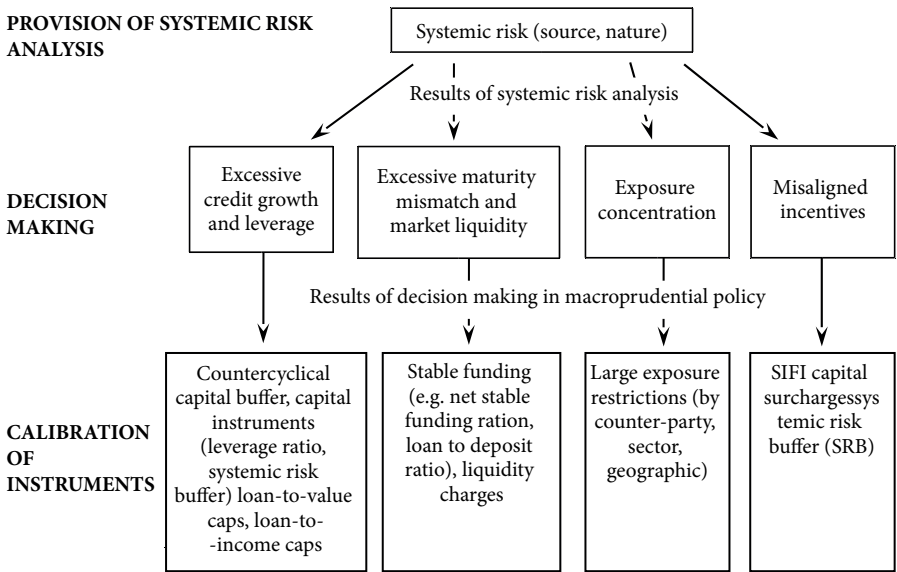 PROVISION OF SYSTEMIC RISK
ANALYSIS
Systemic risk (source, nature)
Results of systemic risk analysis
DECISION
MAKING
Excessive
credit growth
and leverage
Excessive maturity
mismatch and
market liquidity
Exposure
concentration
Misaligned
incentives
Results of decision making in macroprudential policy
CALIBRATION
OF
INSTRUMENTS
Countercyclical
capital buffer, capital
instruments
(leverage ratio,
systemic risk
buffer) loan-to-value
caps, loan-to-
-income caps
Stable funding
(e.g. net stable
funding ration,
loan to deposit
ratio), liquidity
charges
Large exposure
restrictions (by
counter-party,
sector,
geographic)
SIFI capital
surchargessys
temic risk
buffer (SRB)